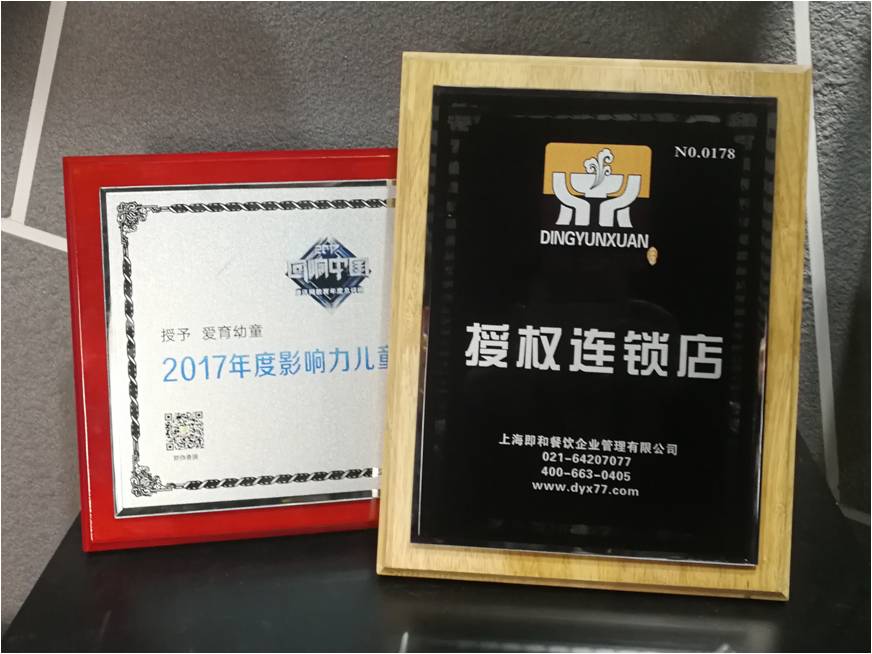 2017
回响中国
授予 爱育幼童
2017年度影响力儿童
N0.0178
DINGYUNXUAN
授权连锁店
上海即和餐饮企业管理有限公司
021-64207077
400-663-0405
www.dyx77.com